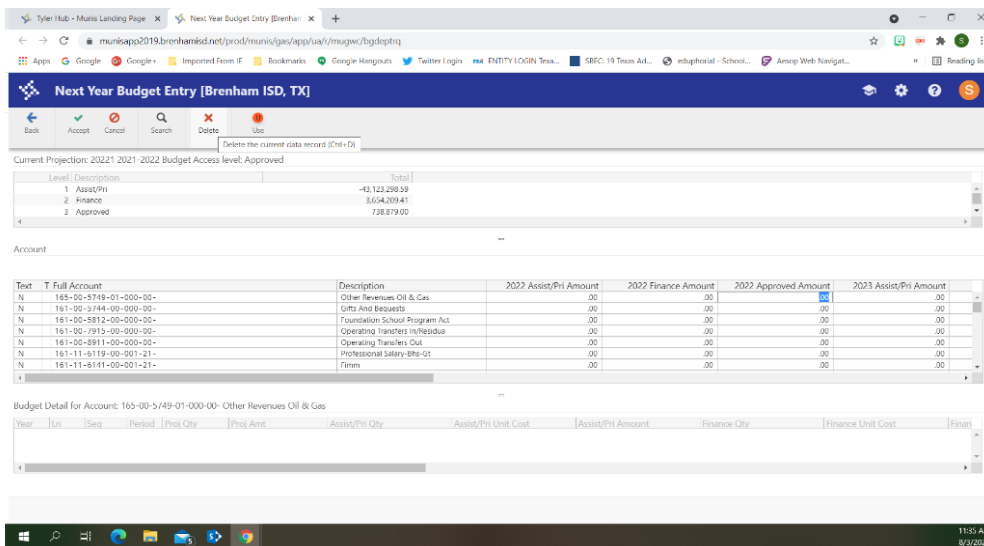 Tyler Hub - Munis Landing Page × Next Year Budget Entry [Brenham × +
munisapp2019.brenhamisd.net/prod/munis/gas/app/ua/r/mugwc/bgdeptrq
Apps Google Google+ Imported From IE Bookmarks Google Hangouts Twitter Login ENTITY LOGIN Texa... SBEC: 19 Texas Ad... eduphorial - School... Aesop Web Navigat... » Reading lis
Next Year Budget Entry [Brenham ISD, TX] S
Back Accept Cancel Search Delete Use
Delete the current data record (Ctrl+D)
Current Projection: 20221 2021-2022 Budget Access level: Approved
Level Description Total
1 Assist/Pri -43,123,298.59
2 Finance 3,654,209.41
3 Approved 738,879.00
Account
Text T Full Account Description 2022 Assist/Pri Amount 2022 Finance Amount 2022 Approved Amount 2023 Assist/Pri Amount
N 165-00-5749-01-000-00- Other Revenues Oil & Gas .00 .00 .00 .00
N 161-00-5744-00-000-00- Gifts And Bequests .00 .00 .00 .00
N 161-00-5812-00-000-00- Foundation School Program Act .00 .00 .00 .00
N 161-00-7915-00-000-00- Operating Transfers In/Residua .00 .00 .00 .00
N 161-00-8911-00-000-00- Operating Transfers Out .00 .00 .00 .00
N 161-11-6119-00-001-21- Professional Salary-Bhs-Gt .00 .00 .00 .00
N 161-11-6141-00-001-21- Fimm .00 .00 .00 .00
Budget Detail for Account: 165-00-5749-01-000-00- Other Revenues Oil & Gas
Year Ln Seq Period Proj Qty Proj Amt Assist/Pri Qty Assist/Pri Unit Cost Assist/Pri Amount Finance Qty Finance Unit Cost Finan
11:35 A
8/3/202